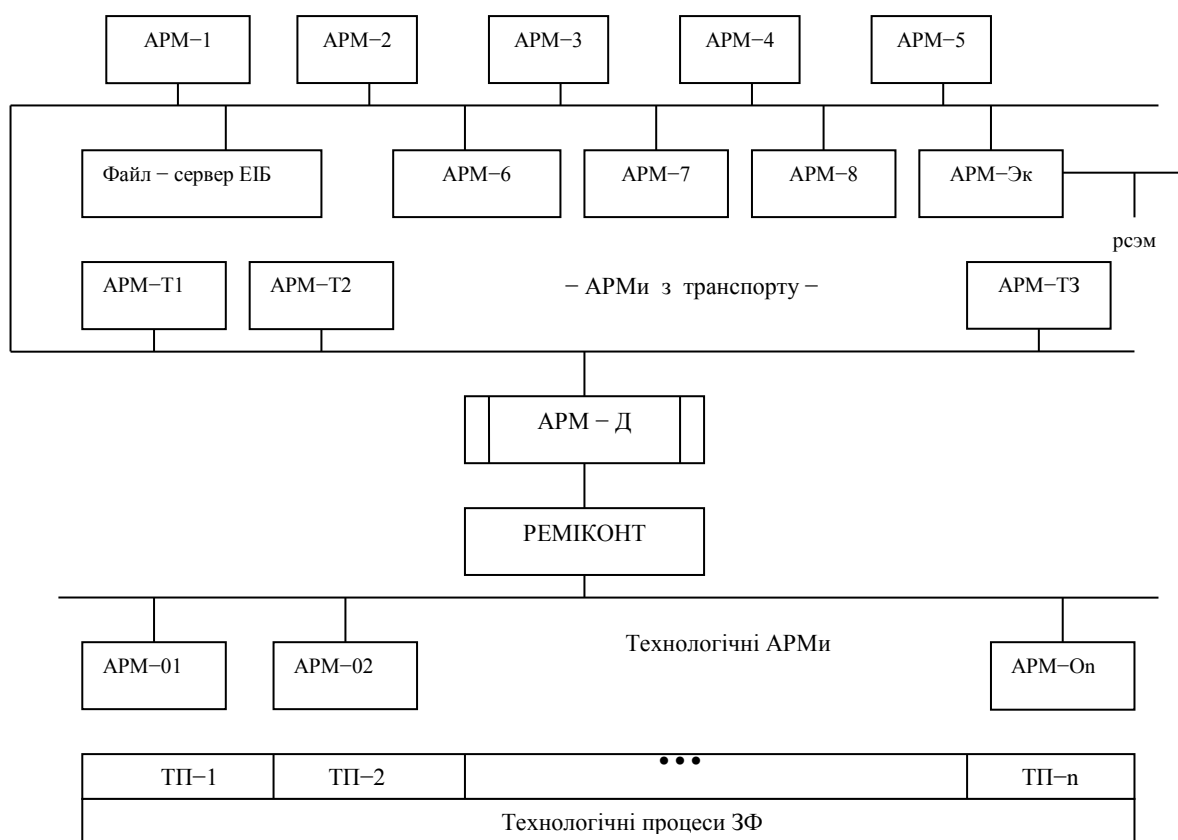 АРМ−1
АРМ−2
АРМ−3
АРМ−4
АРМ−5
Файл − сервер ЕІБ
АРМ−6
АРМ−7
АРМ−8
АРМ−Эк
рсэм
АРМ−Т1
АРМ−Т2
− АРМи з транспорту −
АРМ−ТЗ
АРМ − Д
РЕМІКОНТ
Технологічні АРМи
АРМ−01
АРМ−02
АРМ−Оn
ТП−1
ТП−2
•••
ТП−n
Технологічні процеси ЗФ